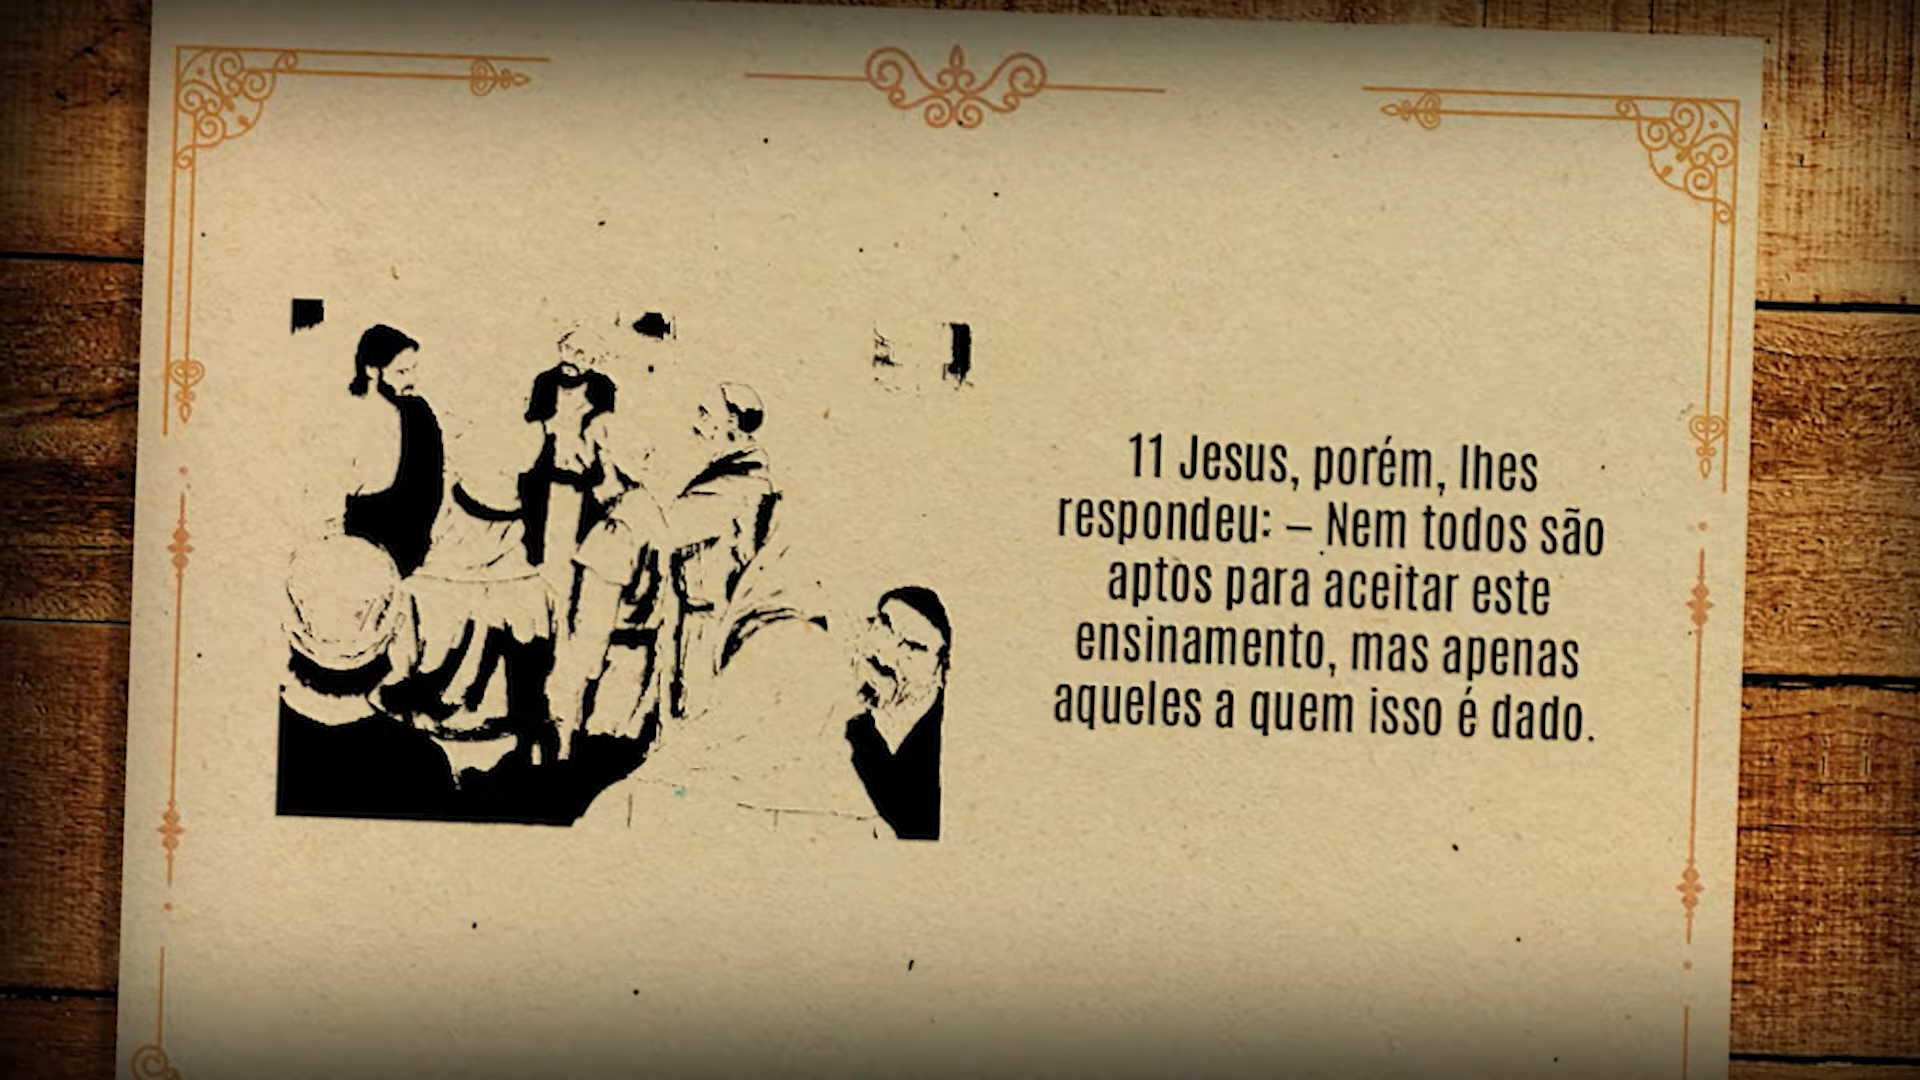 11 Jesus, porém, lhes
respondeu: – Nem todos são
aptos para aceitar este
ensinamento, mas apenas
aqueles a quem isso é dado.